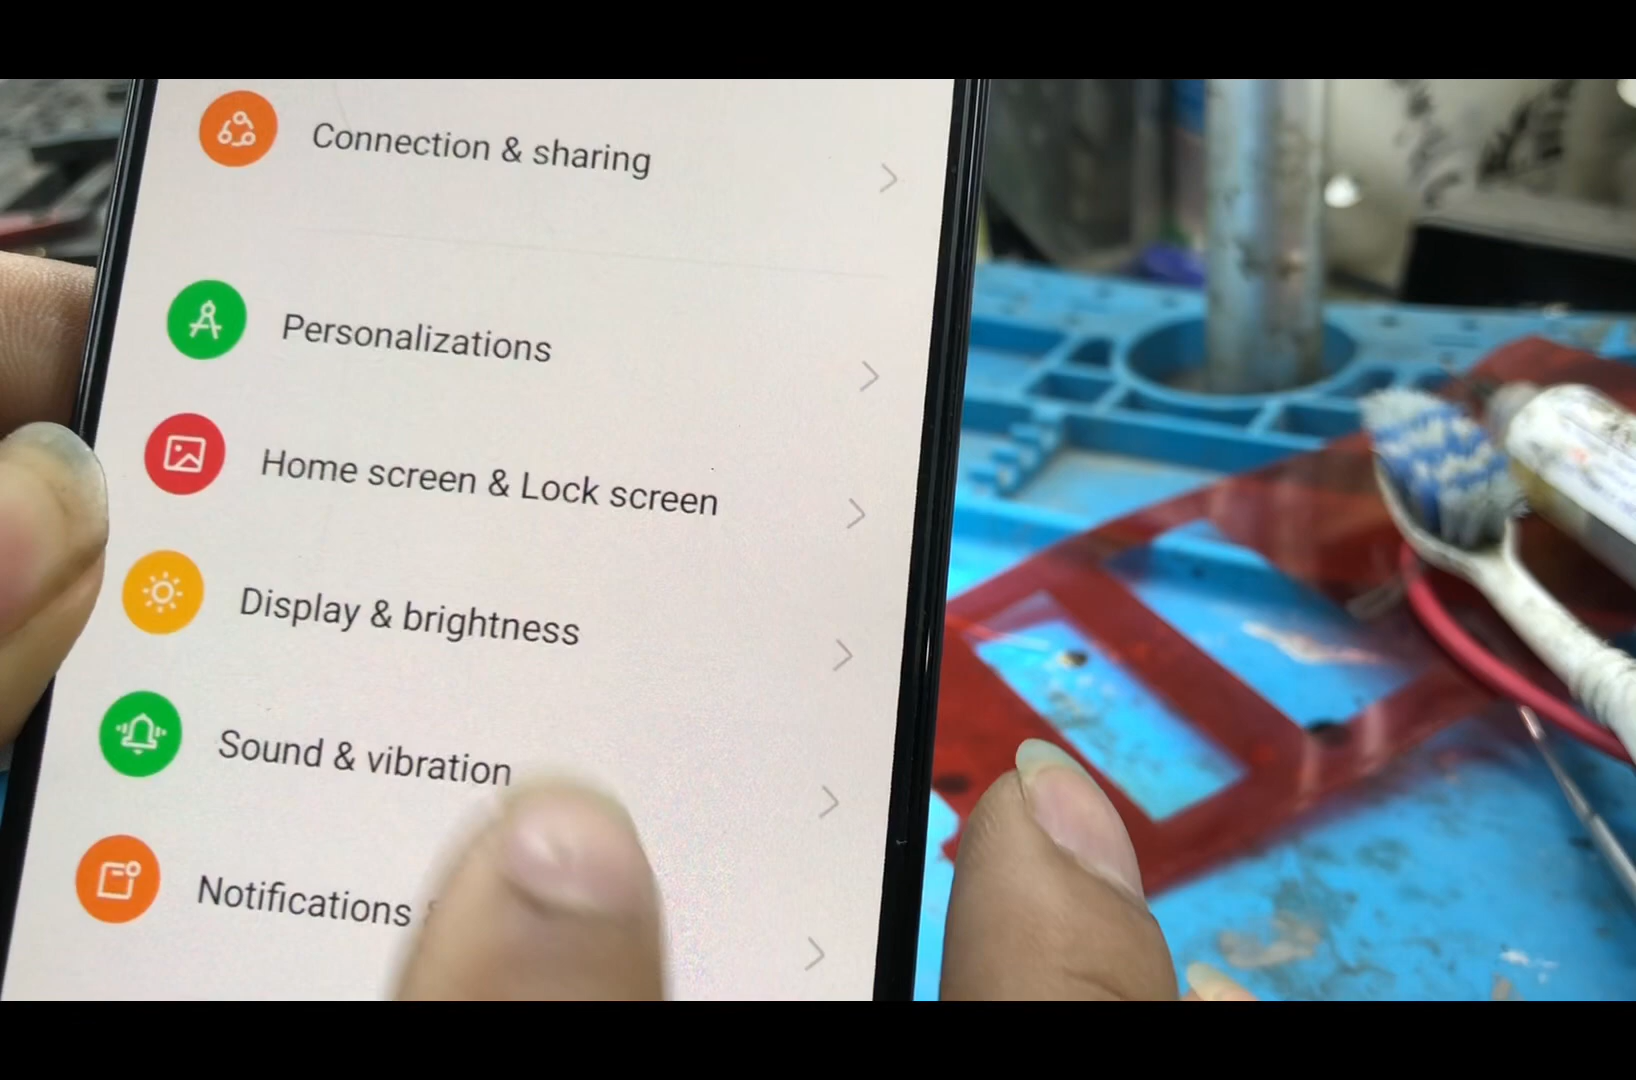 Connection & sharing
Personalizations
Home screen & Lock screen
Display & brightness
Sound & vibration
Notifications